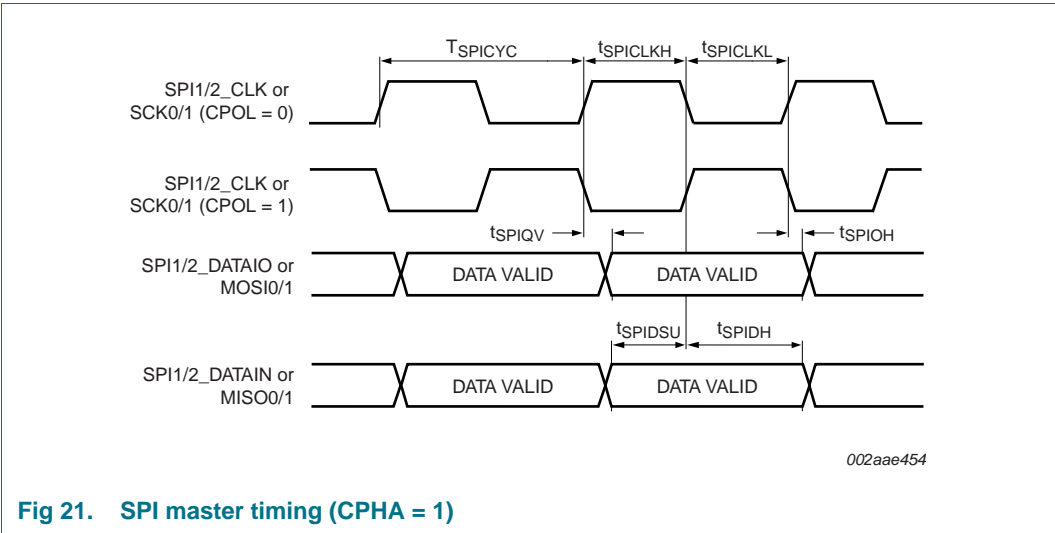 TSPICYC
tSPICLKH
tSPICLKL
SPI1/2_CLK or
SCK0/1 (CPOL = 0)
SPI1/2_CLK or
SCK0/1 (CPOL = 1)
tSPIQV
tSPIOH
SPI1/2_DATAIO or
MOSI0/1
DATA VALID
DATA VALID
tSPIDSU
tSPIDH
SPI1/2_DATAIN or
MISO0/1
DATA VALID
DATA VALID
002aae454
Fig 21. SPI master timing (CPHA = 1)